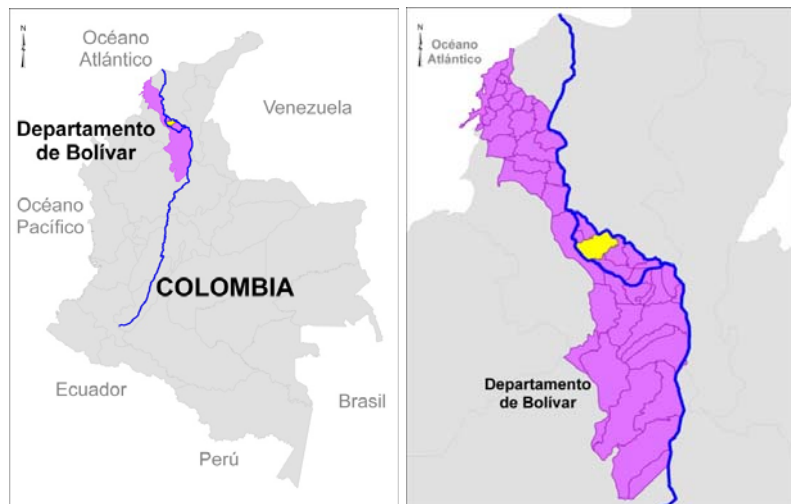 N
Océano
Atlántico
Venezuela
Departamento
de Bolívar
Océano
Pacífico
COLOMBIA
Ecuador
Brasil
Perú
N
Océano
Atlántico
Departamento
de Bolívar